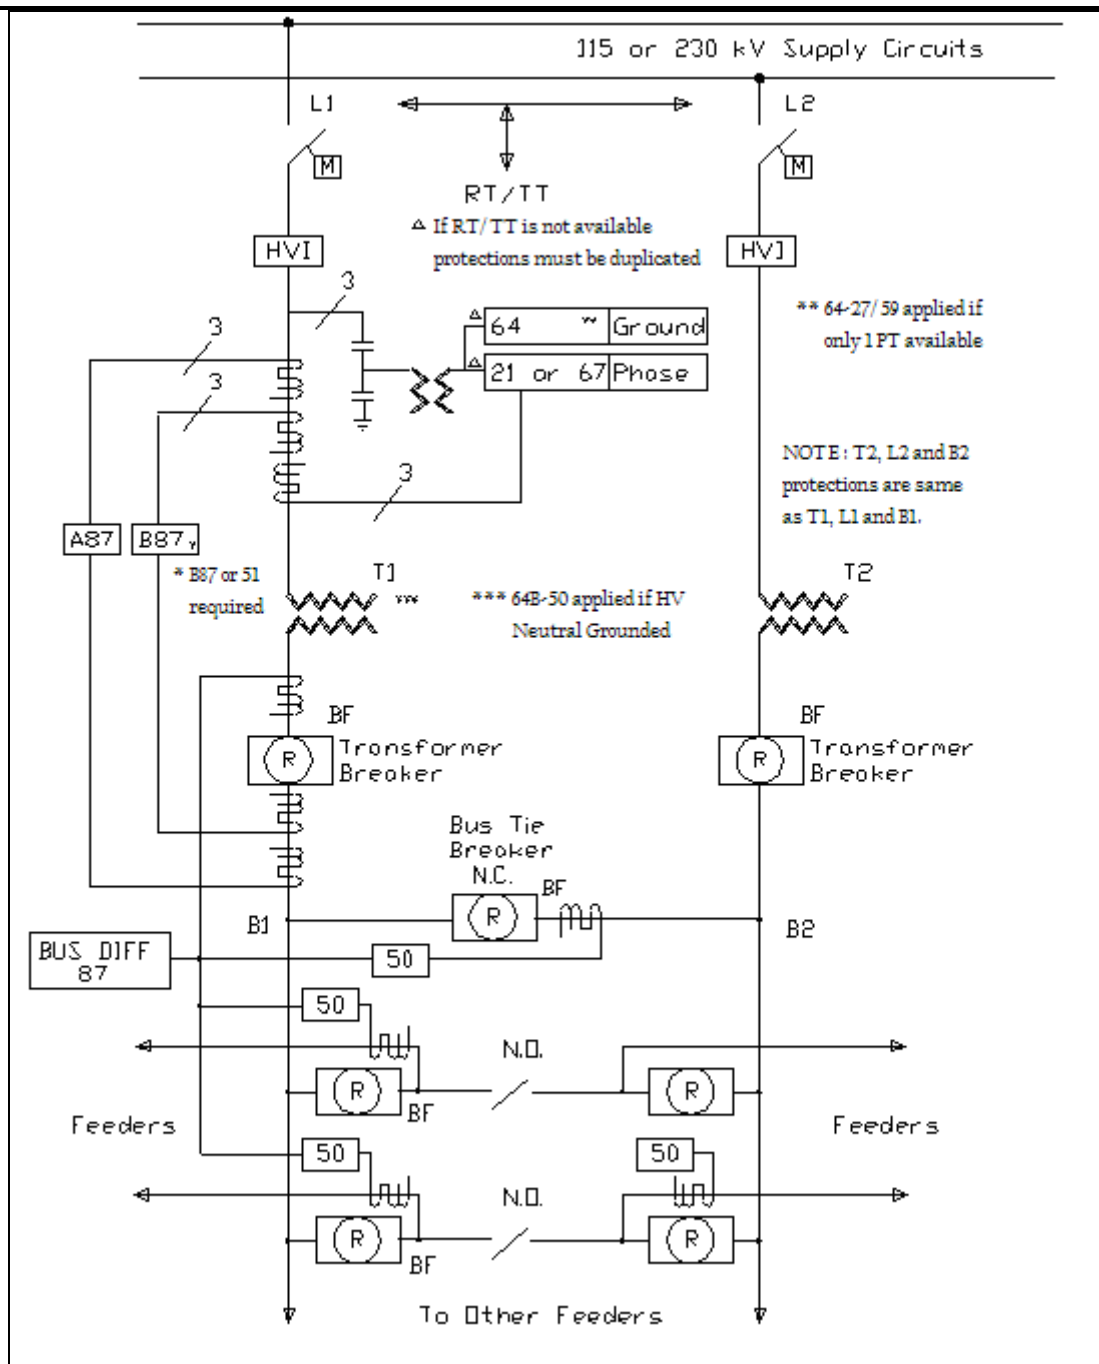 115 or 230 kV Supply Circuits
L1
L2
M
M
RT/TT
Δ If RT/TT is not available
protections must be duplicated
HVI
HVI
3
3
3
Δ
64 ** Ground
Δ
21 or 67 Phase
** 64-27/59 applied if
only 1 PT available
3
NOTE: T2, L2 and B2
protections are same
as T1, L1 and B1.
A87
B87
* B87 or 51
required
T1
***
*** 64B-50 applied if HV
Neutral Grounded
T2
BF
R
Transformer
Breaker
BF
R
Transformer
Breaker
Bus Tie
Breaker
N.C.
BF
R
B1
B2
BUS DIFF
87
50
50
N.O.
R
BF
R
Feeders
Feeders
50
50
N.O.
R
BF
R
To Other Feeders